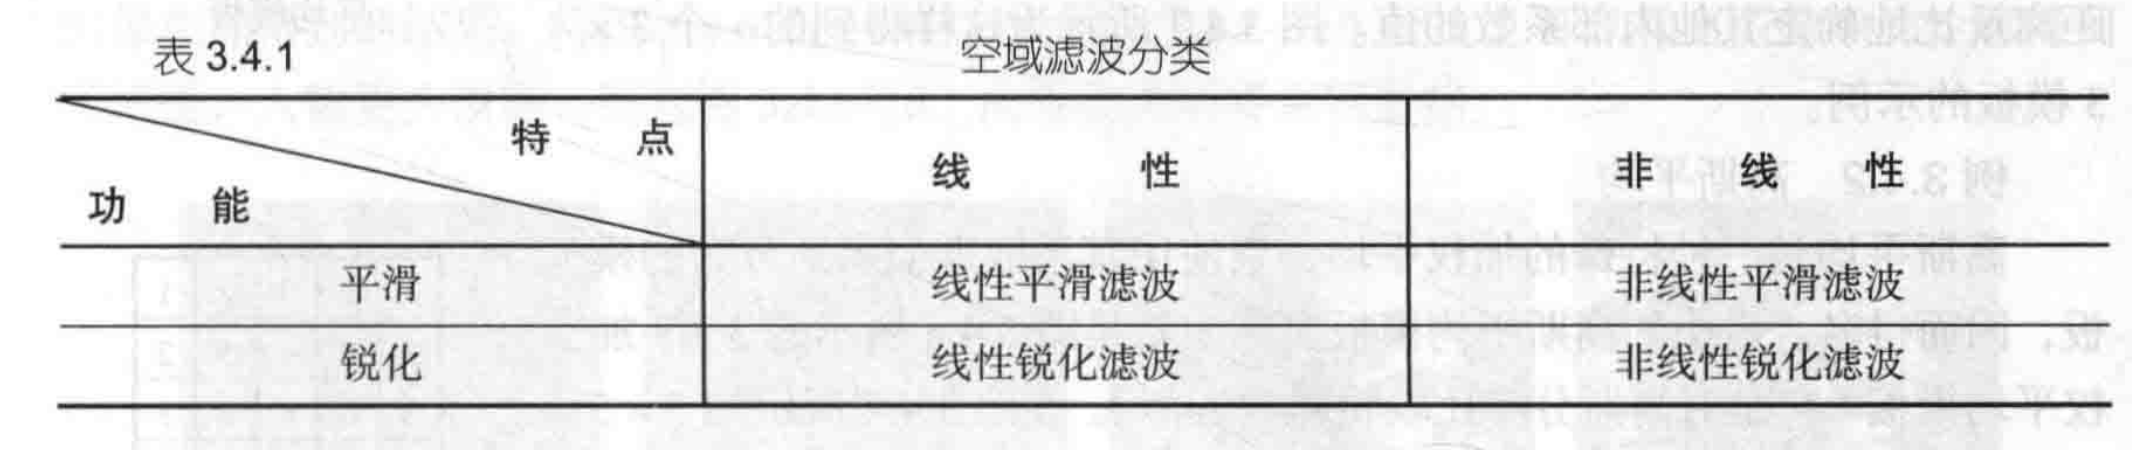 表 3.4.1 空域滤波分类
特 点
功 能
线 性 非 线 性
平滑 线性平滑滤波 非线性平滑滤波
锐化 线性锐化滤波 非线性锐化滤波